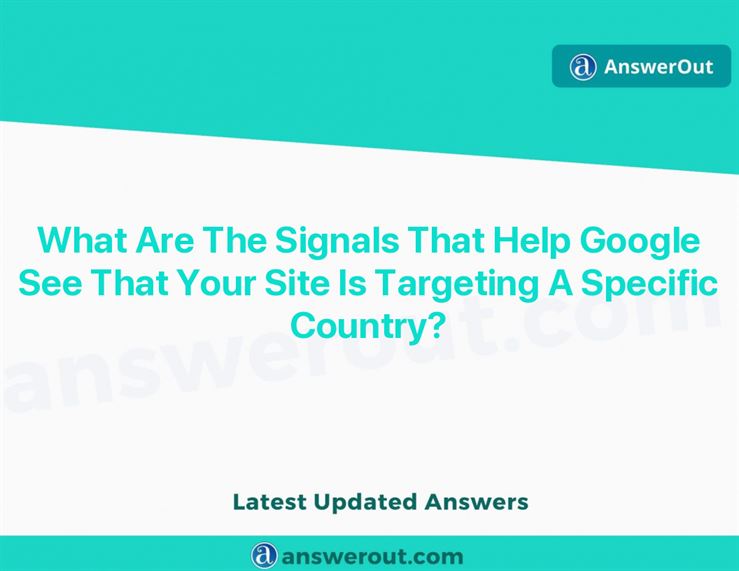 AnswerOut
What Are The Signals That Help Google
See That Your Site Is Targeting A Specific
Country?
answerout.com
Latest Updated Answers
answerout.com